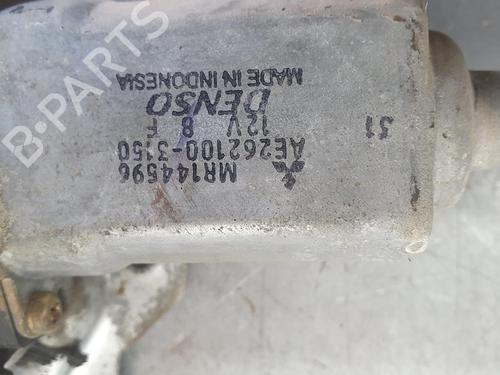 MR144596
AE262100-3150
12V 8 F
DENSO
MADE IN INDONESIA
51
B-PARTS